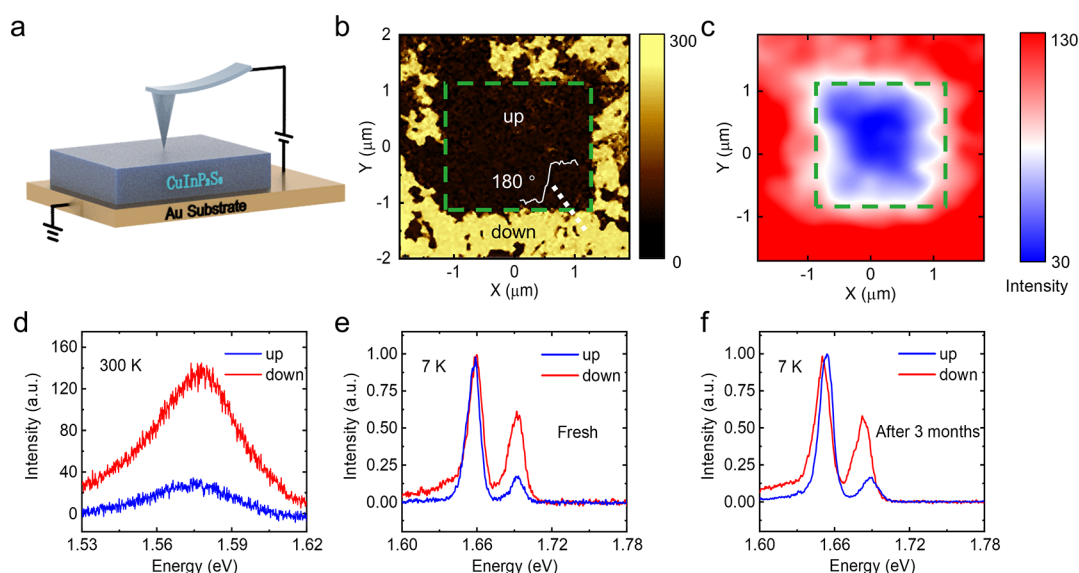 a
CuInP₂S₆
Au Substrate
b
Y (μm)
2
1
0
-1
-2
up
180 °
down
-1 0 1
X (μm)
300
0
c
Y (μm)
1
0
-1
-1 0 1
X (μm)
130
30
Intensity
d
Intensity (a.u.)
160
120
80
40
0
300 K
up
down
1.53 1.56 1.59 1.62
Energy (eV)
e
Intensity (a.u.)
1.00
0.75
0.50
0.25
0.00
7 K
up
down
Fresh
1.60 1.66 1.72 1.78
Energy (eV)
f
Intensity (a.u.)
1.00
0.75
0.50
0.25
0.00
7 K
up
down
After 3 months
1.60 1.66 1.72 1.78
Energy (eV)